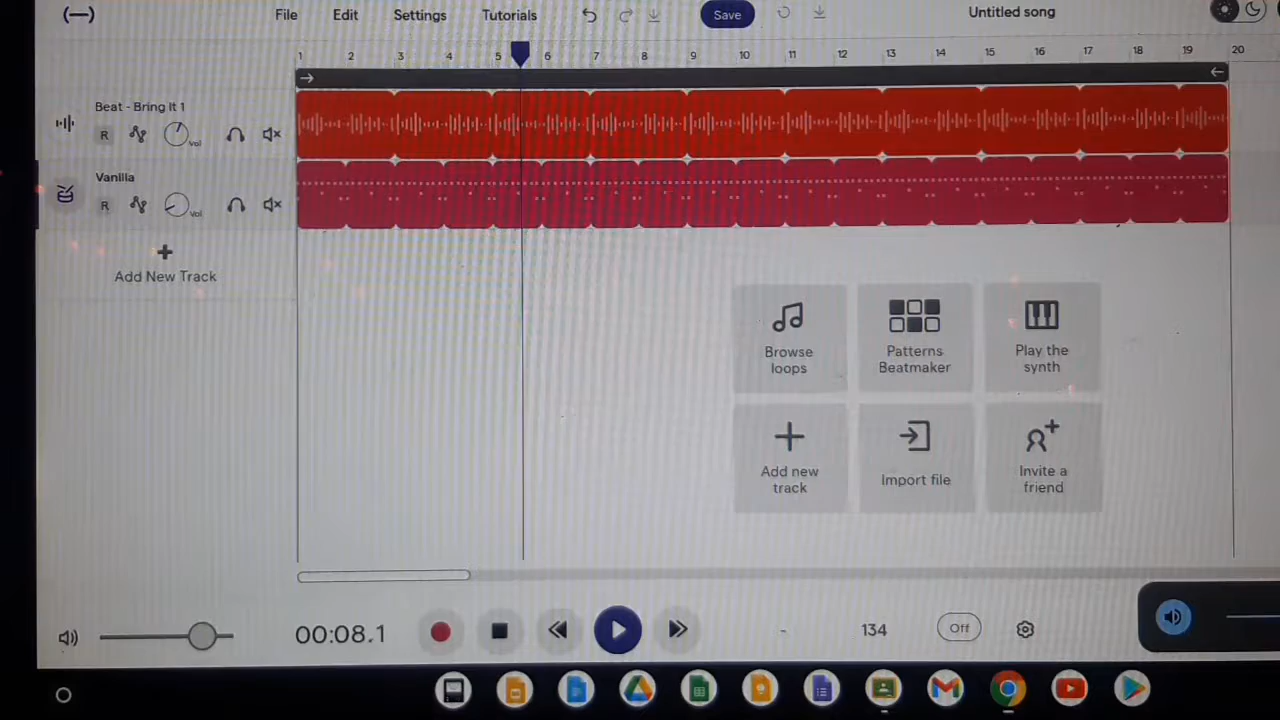 File Edit Settings Tutorials Save Untitled song
1 2 3 4 5 6 7 8 9 10 11 12 13 14 15 16 17 18 19 20
Beat - Bring It 1
R Vol
Vanilla
R Vol
Add New Track
Browse
loops
Patterns
Beatmaker
Play the
synth
Add new
track
Import file
Invite a
friend
00:08.1 - 134 Off